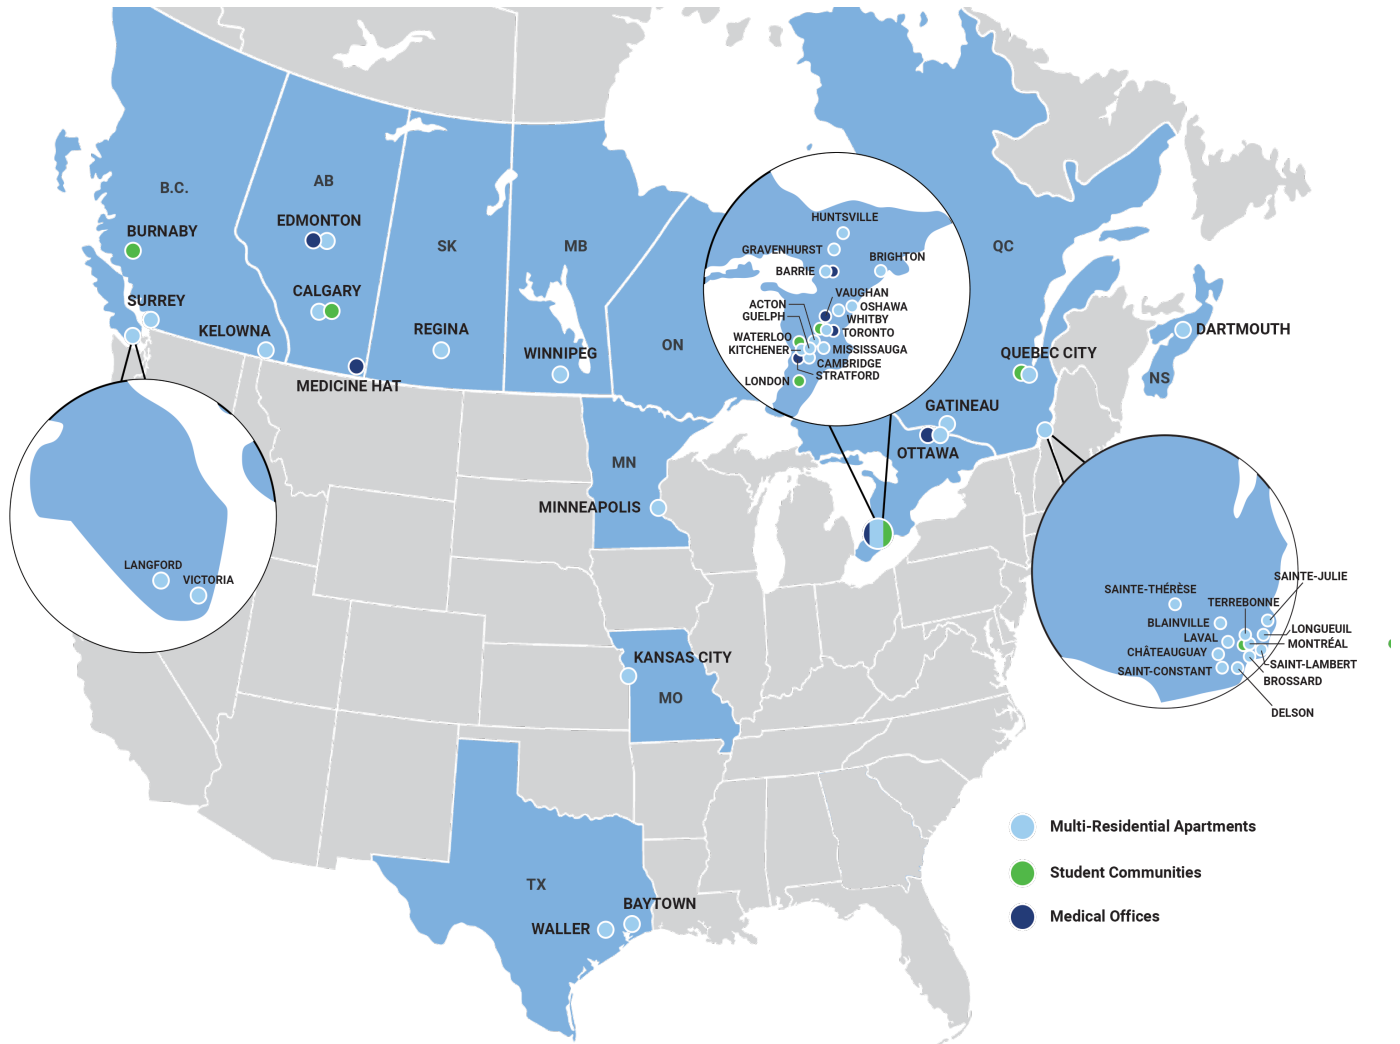 B.C.
AB
SK
MB
ON
QC
NS
MN
MO
TX
BURNABY
EDMONTON
SURREY
CALGARY
KELOWNA
MEDICINE HAT
REGINA
WINNIPEG
HUNTSVILLE
GRAVENHURST
BRIGHTON
BARRIE
VAUGHAN
ACTON
OSHAWA
GUELPH
WHITBY
TORONTO
WATERLOO
KITCHENER
MISSISSAUGA
CAMBRIDGE
STRATFORD
LONDON
DARTMOUTH
QUEBEC CITY
GATINEAU
OTTAWA
MINNEAPOLIS
LANGFORD
VICTORIA
SAINTE-JULIE
SAINTE-THÉRÈSE
TERREBONNE
BLAINVILLE
LONGUEUIL
LAVAL
MONTRÉAL
CHÂTEAUGUAY
SAINT-LAMBERT
SAINT-CONSTANT
BROSSARD
DELSON
KANSAS CITY
BAYTOWN
WALLER
Multi-Residential Apartments
Student Communities
Medical Offices